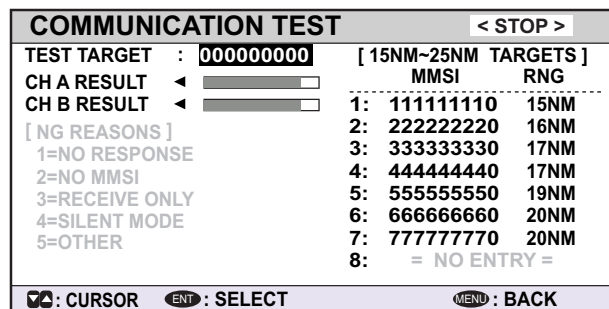 COMMUNICATION TEST < STOP >
TEST TARGET : 000000000
CH A RESULT ◄
CH B RESULT ◄
[ NG REASONS ]
1=NO RESPONSE
2=NO MMSI
3=RECEIVE ONLY
4=SILENT MODE
5=OTHER
[ 15NM~25NM TARGETS ]
MMSI RNG
1: 111111110 15NM
2: 222222220 16NM
3: 333333330 17NM
4: 444444440 17NM
5: 555555550 19NM
6: 666666660 20NM
7: 777777770 20NM
8: = NO ENTRY =
▼▲ : CURSOR ENT : SELECT MENU : BACK